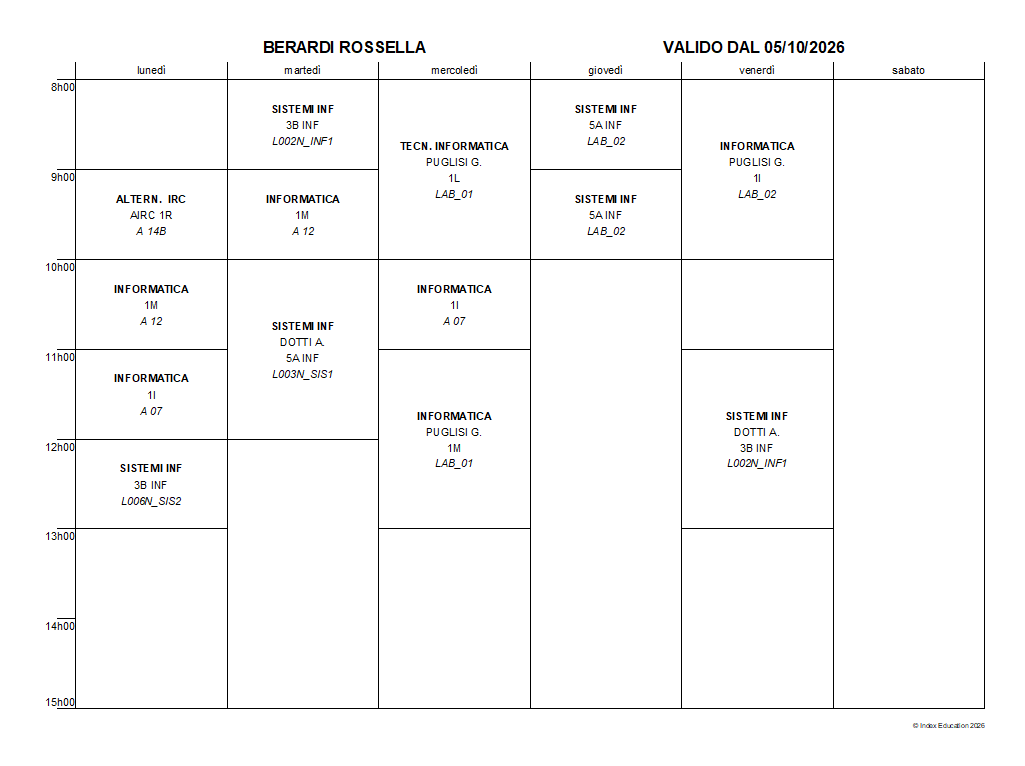 BERARDI ROSSELLA VALIDO DAL 05/10/2026
lunedì martedì mercoledì giovedì venerdì sabato
8h00
SISTEMI INF
3B INF
L002N_INF1
TECN. INFORMATICA
PUGLISI G.
1L
LAB_01
SISTEMI INF
5A INF
LAB_02
INFORMATICA
PUGLISI G.
1I
LAB_02
9h00
ALTERN. IRC
AIRC 1R
A 14B
INFORMATICA
1M
A 12
SISTEMI INF
5A INF
LAB_02
10h00
INFORMATICA
1M
A 12
SISTEMI INF
DOTTI A.
5A INF
L003N_SIS1
INFORMATICA
1I
A 07
11h00
INFORMATICA
1I
A 07
INFORMATICA
PUGLISI G.
1M
LAB_01
SISTEMI INF
DOTTI A.
3B INF
L002N_INF1
12h00
SISTEMI INF
3B INF
L006N_SIS2
13h00
14h00
15h00
© Index Education 2026